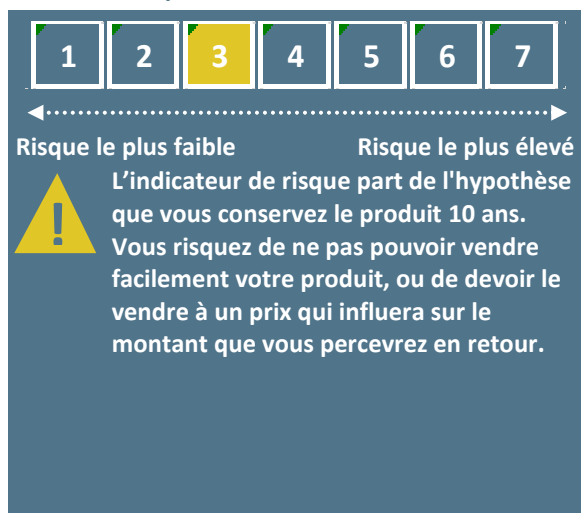 1 2 3 4 5 6 7
Risque le plus faible Risque le plus élevé
L’indicateur de risque part de l'hypothèse
que vous conservez le produit 10 ans.
Vous risquez de ne pas pouvoir vendre
facilement votre produit, ou de devoir le
vendre à un prix qui influera sur le
montant que vous percevrez en retour.
!